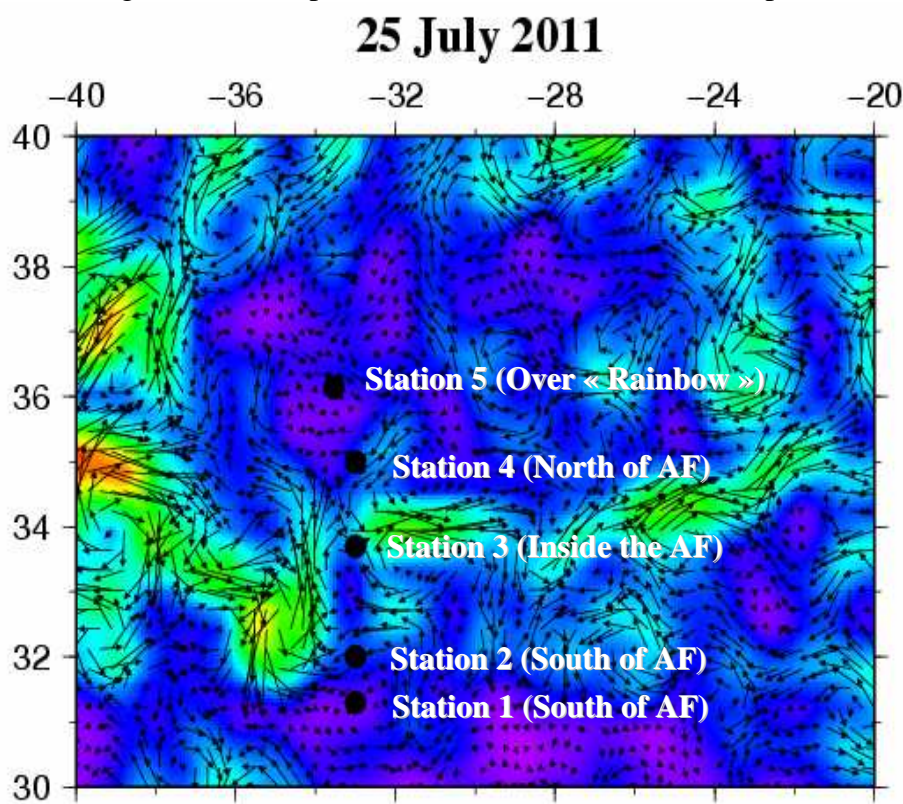 25 July 2011
−40 −36 −32 −28 −24 −20
40
38
36
34
32
30
Station 5 (Over « Rainbow »)
Station 4 (North of AF)
Station 3 (Inside the AF)
Station 2 (South of AF)
Station 1 (South of AF)